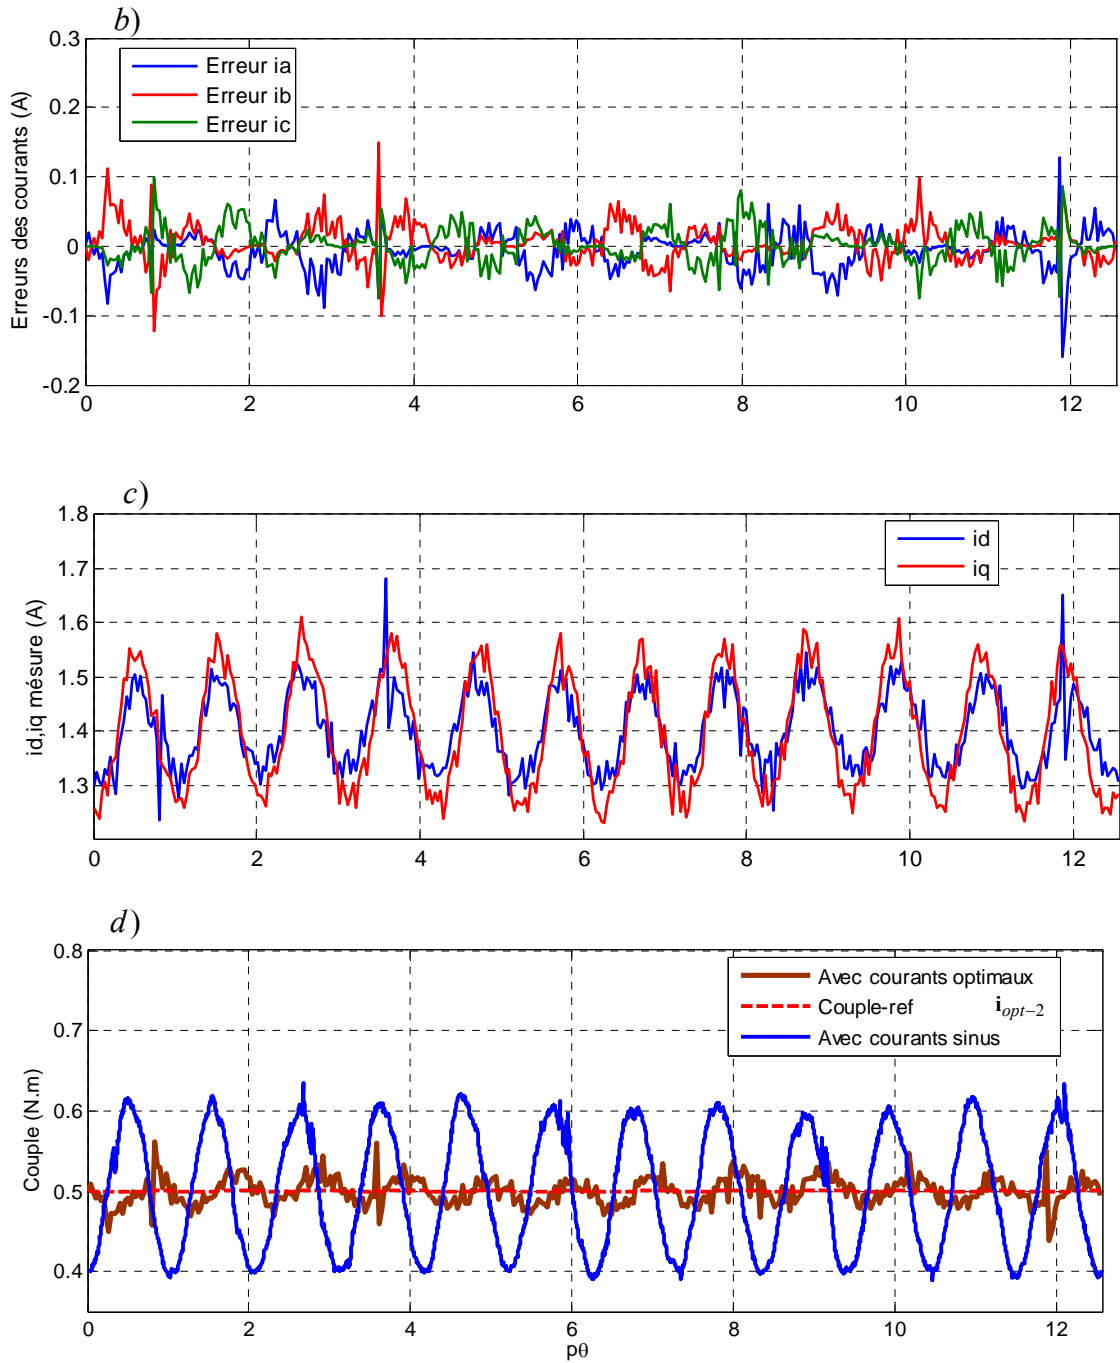 b)
0.3
0.2
0.1
0
-0.1
-0.2
Erreurs des courants (A)
Erreur ia
Erreur ib
Erreur ic
0 2 4 6 8 10 12
c)
1.8
1.7
1.6
1.5
1.4
1.3
id,iq mésure (A)
id
iq
0 2 4 6 8 10 12
d)
0.8
0.7
0.6
0.5
0.4
Couple (N.m)
Avec courants optimaux
Couple-ref i_opt−2
Avec courants sinus
0 2 4 6 8 10 12
pθ